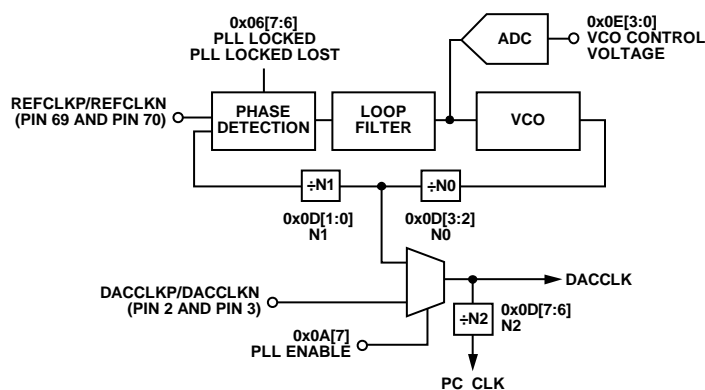 0x06[7:6]
PLL LOCKED
PLL LOCKED LOST
ADC
0x0E[3:0]
VCO CONTROL
VOLTAGE
REFCLKP/REFCLKN
(PIN 69 AND PIN 70)
PHASE
DETECTION
LOOP
FILTER
VCO
÷N1
÷N0
0x0D[1:0]
N1
0x0D[3:2]
N0
DACCLKP/DACCLKN
(PIN 2 AND PIN 3)
DACCLK
0x0A[7]
PLL ENABLE
÷N2
0x0D[7:6]
N2
PC_CLK